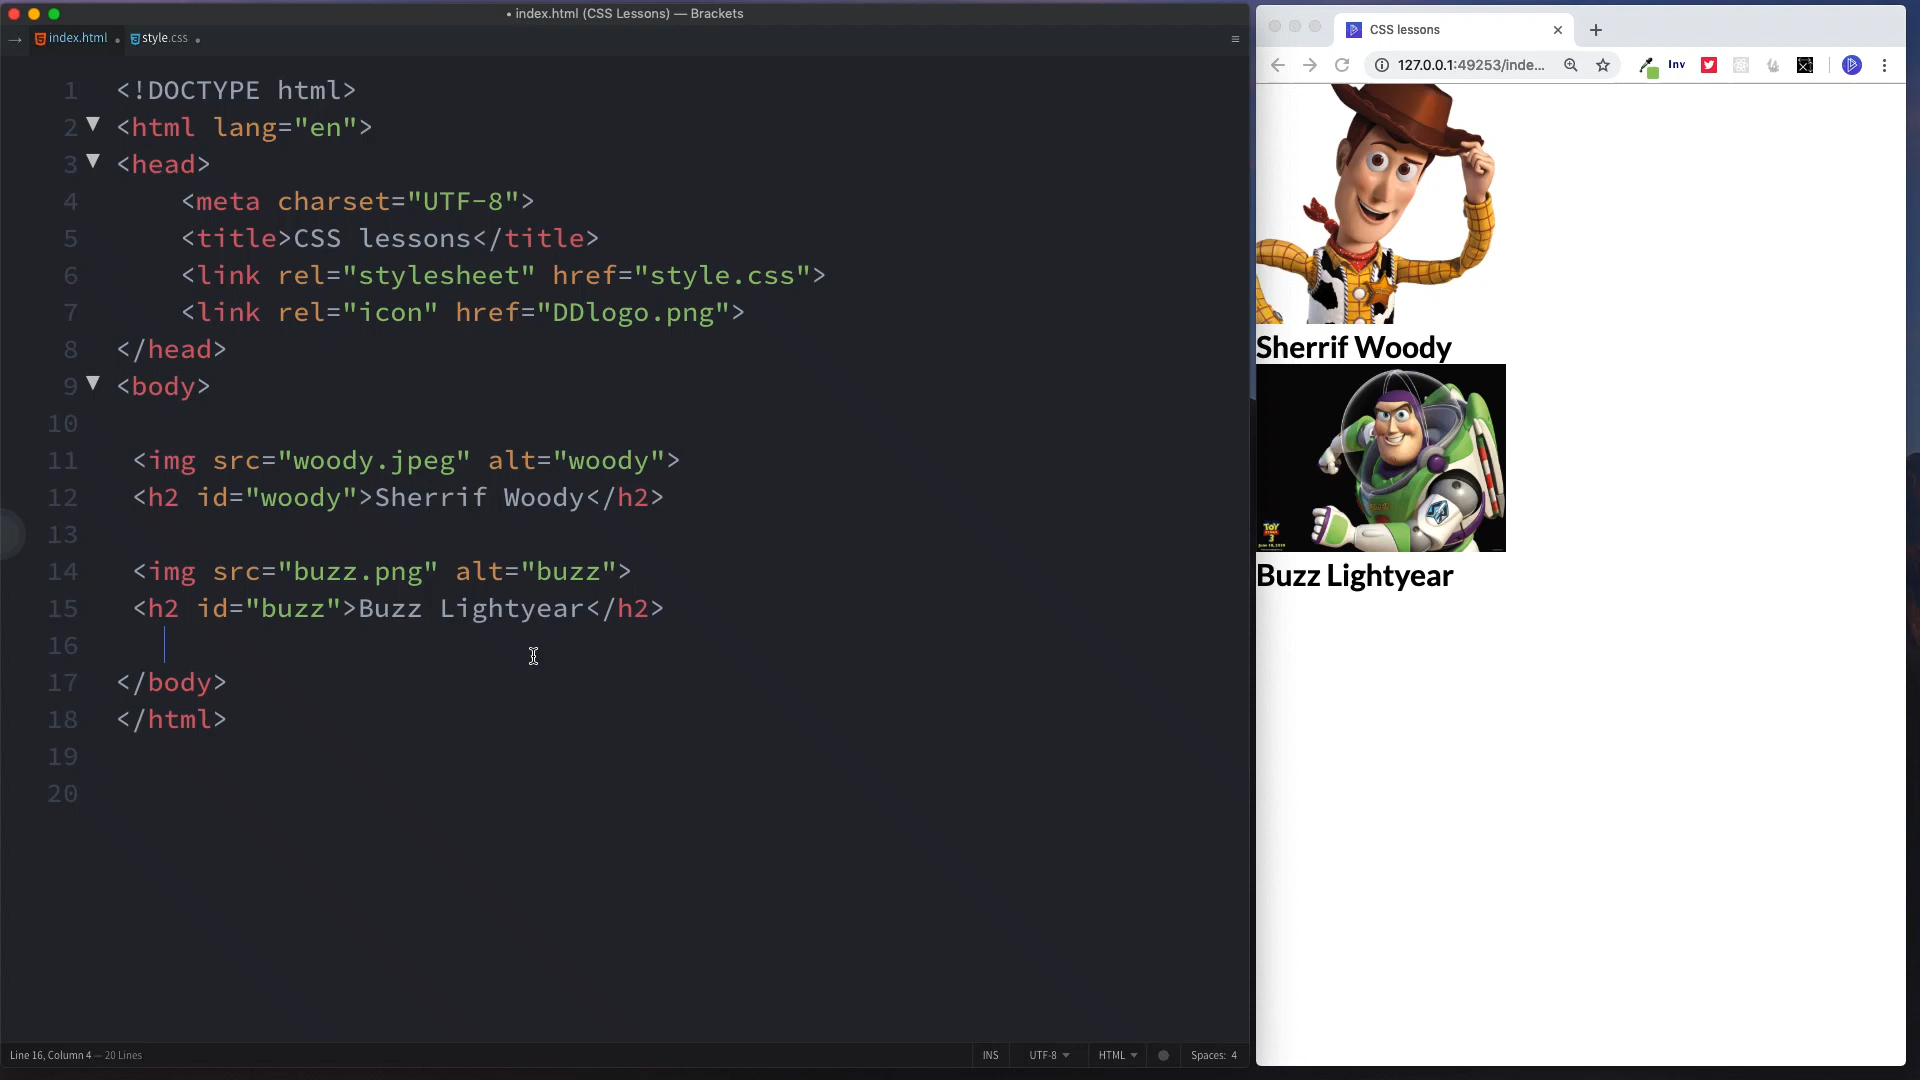 • index.html (CSS Lessons) — Brackets
index.html
style.css
1 <!DOCTYPE html>
2 <html lang="en">
3 <head>
4 <meta charset="UTF-8">
5 <title>CSS lessons</title>
6 <link rel="stylesheet" href="style.css">
7 <link rel="icon" href="DDlogo.png">
8 </head>
9 <body>
10
11 <img src="woody.jpeg" alt="woody">
12 <h2 id="woody">Sherrif Woody</h2>
13
14 <img src="buzz.png" alt="buzz">
15 <h2 id="buzz">Buzz Lightyear</h2>
16
17 </body>
18 </html>
19
20
Line 16, Column 4 — 20 Lines
INS
UTF-8
HTML
Spaces: 4
CSS lessons
127.0.0.1:49253/inde...
Inv
Sherrif Woody
TOY
STORY
3
Buzz Lightyear